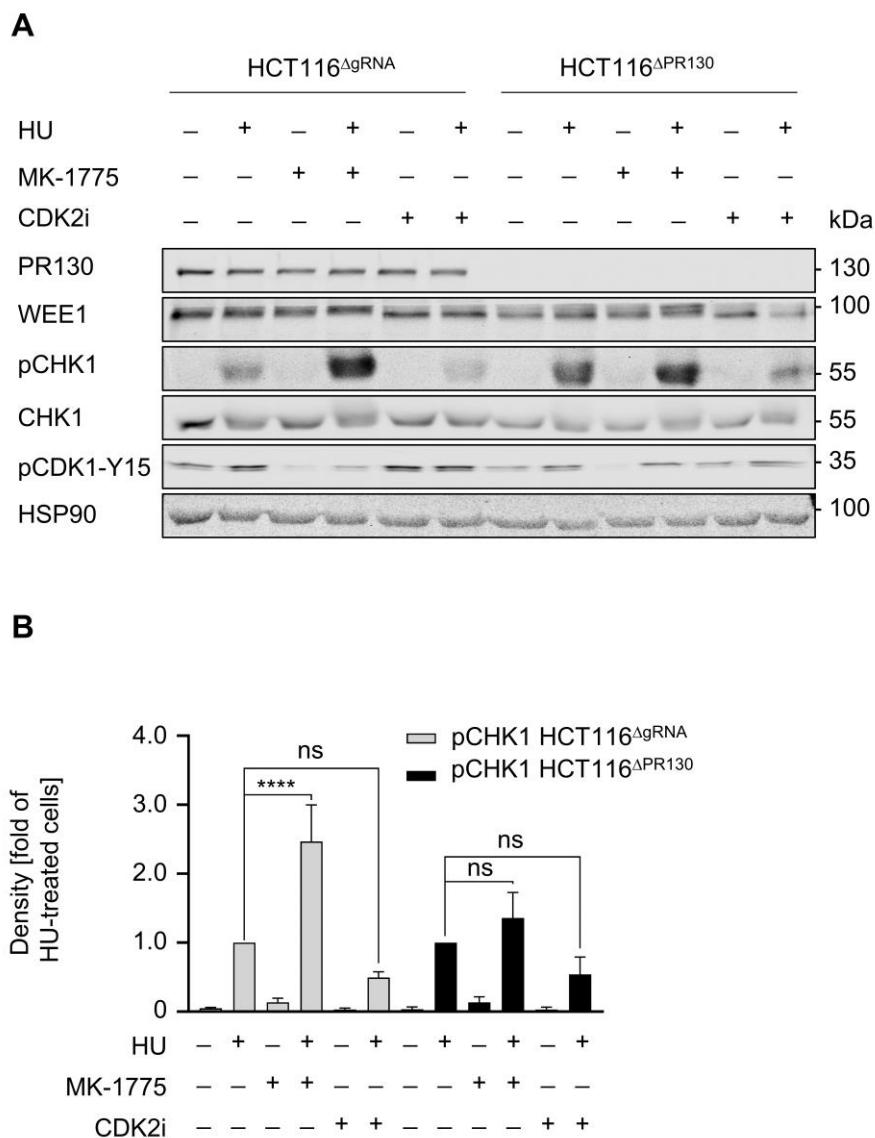 A
HCT116ΔgRNA HCT116ΔPR130
HU – + – + – + – + – + – +
MK-1775 – – + + – – – – + + – –
CDK2i – – – – + + – – – – + + kDa
PR130 - 130
WEE1 - 100
pCHK1 - 55
CHK1 - 55
pCDK1-Y15 - 35
HSP90 - 100
B
4.0
3.0
2.0
1.0
0
Density [fold of
HU-treated cells]
pCHK1 HCT116ΔgRNA
pCHK1 HCT116ΔPR130
ns
****
ns
ns
HU – + – + – + – + – + – +
MK-1775 – – + + – – – – + + – –
CDK2i – – – – + + – – – – + +